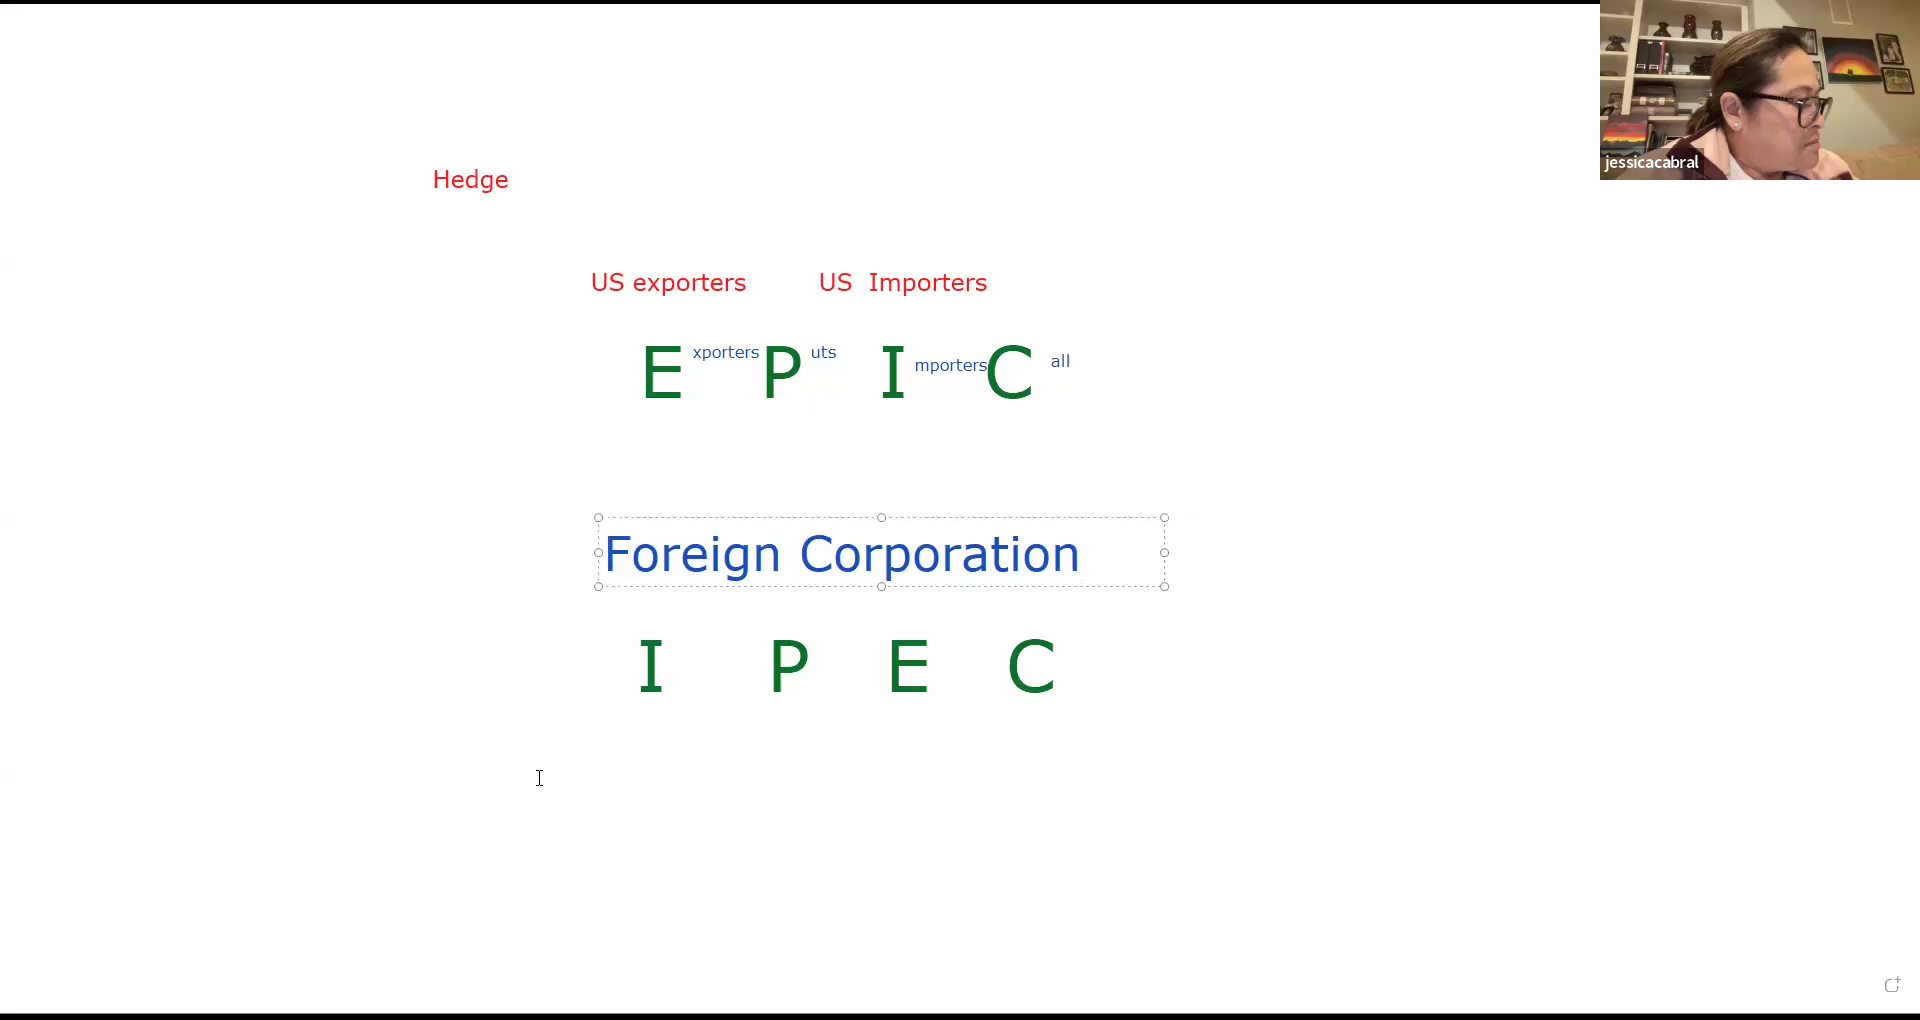 jessicacabral
Hedge
US exporters US Importers
E xporters P uts I mporters C all
Foreign Corporation
I P E C